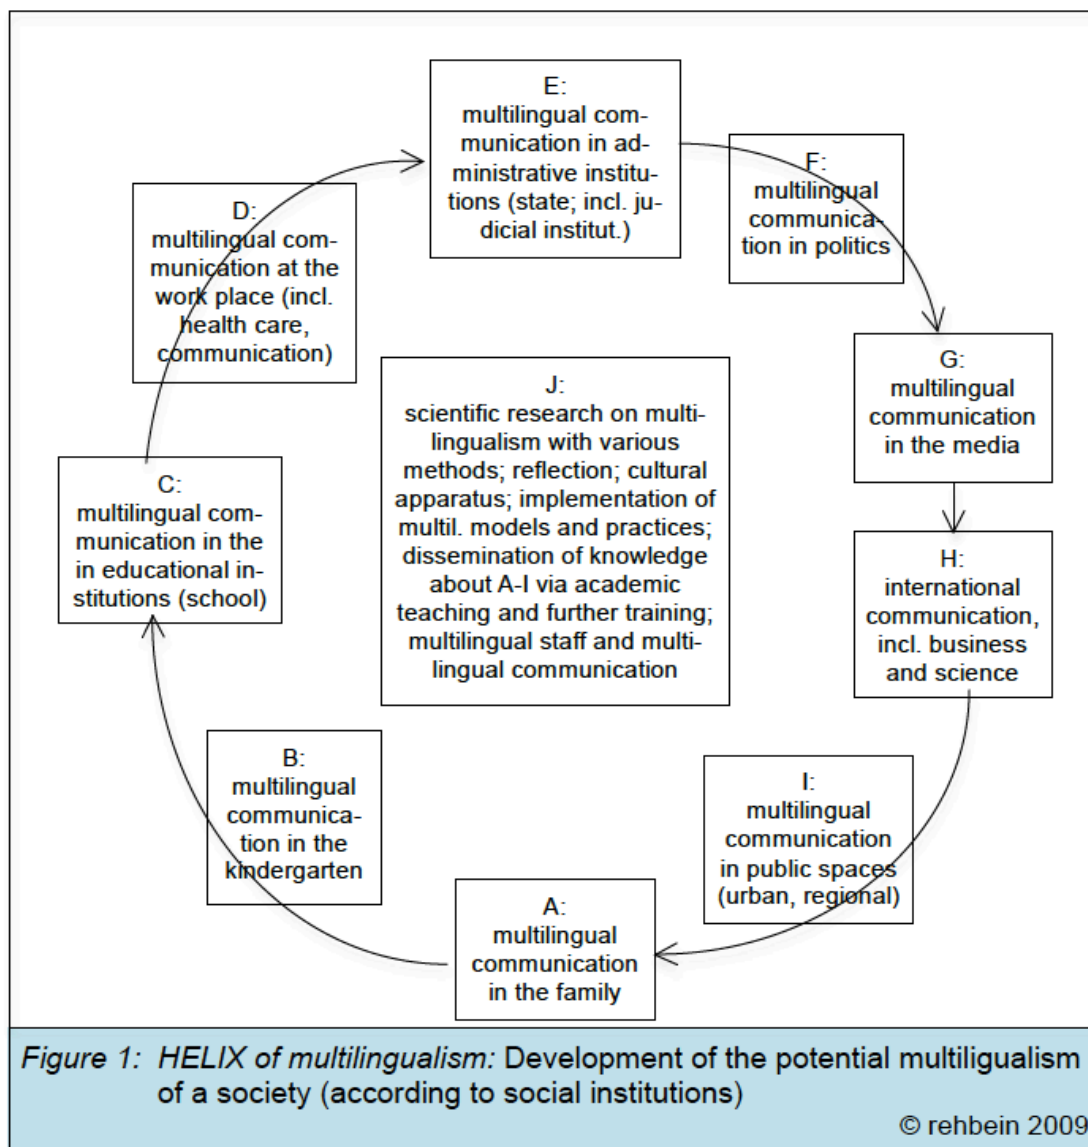 E:
multilingual com-
munication in ad-
ministrative institu-
tions (state; incl. ju-
dicial institut.)
F:
multilingual
communica-
tion in politics
D:
multilingual com-
munication at the
work place (incl.
health care,
communication)
G:
multilingual
communication
in the media
J:
scientific research on multi-
lingualism with various
methods; reflection; cultural
apparatus; implementation of
multil. models and practices;
dissemination of knowledge
about A-I via academic
teaching and further training;
multilingual staff and multi-
lingual communication
C:
multilingual com-
munication in the
in educational in-
stitutions (school)
H:
international
communication,
incl. business
and science
B:
multilingual
communica-
tion in the
kindergarten
I:
multilingual
communication
in public spaces
(urban, regional)
A:
multilingual
communication
in the family
Figure 1: HELIX of multilingualism: Development of the potential multiligualism
of a society (according to social institutions)
© rehbein 2009